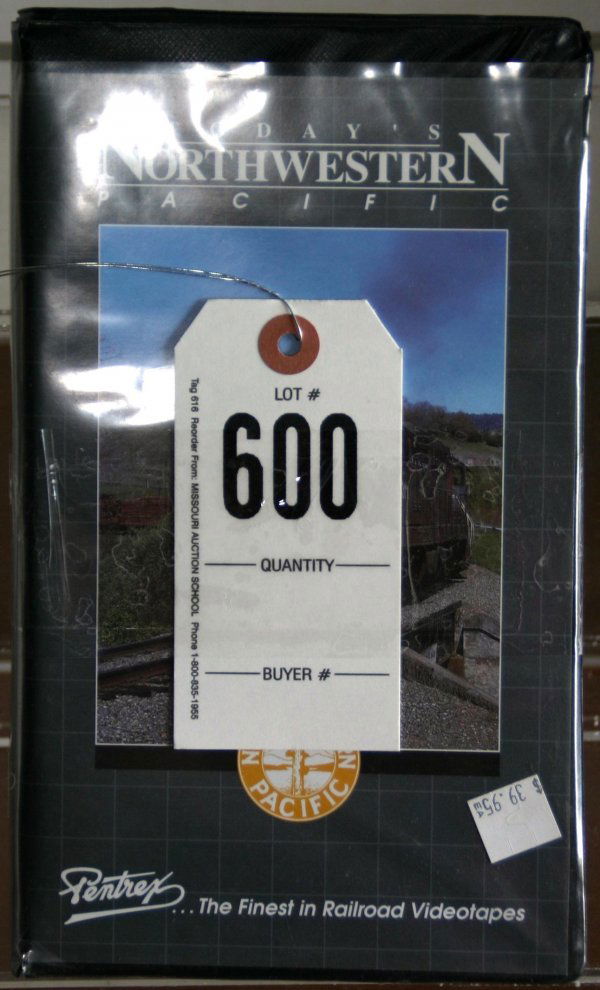 TODAY'S
NORTHWESTERN
PACIFIC
LOT #
600
QUANTITY
BUYER #
Tag 616 Reorder From: MISSOURI AUCTION SCHOOL Phone 1-800-835-1955
PACIFIC
$ 39.95
Pentrex
...The Finest in Railroad Videotapes